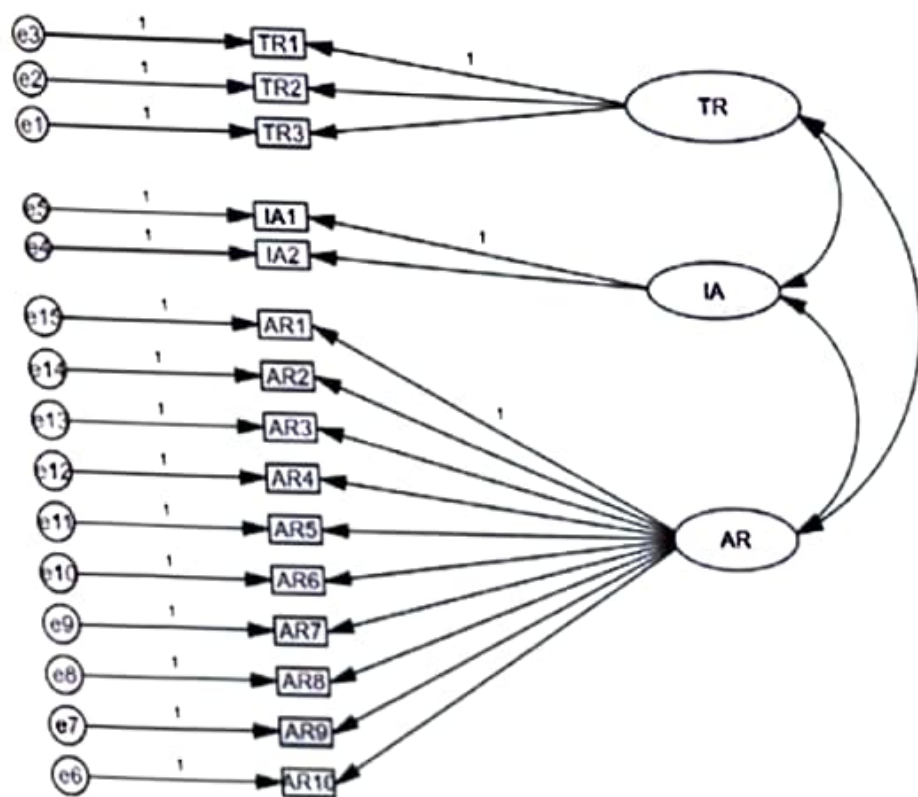 e3 1 TR1 1
e2 1 TR2 TR
e1 1 TR3
e5 1 IA1 1
e4 1 IA2 IA
e15 1 AR1
e14 1 AR2
e13 1 AR3 1
e12 1 AR4
e11 1 AR5 AR
e10 1 AR6
e9 1 AR7
e8 1 AR8
e7 1 AR9
e6 1 AR10